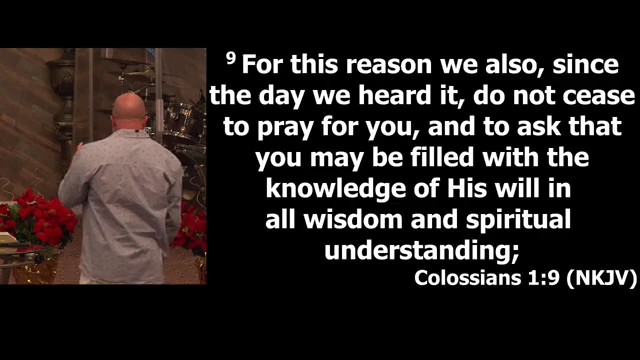 9 For this reason we also, since
the day we heard it, do not cease
to pray for you, and to ask that
you may be filled with the
knowledge of His will in
all wisdom and spiritual
understanding;
Colossians 1:9 (NKJV)